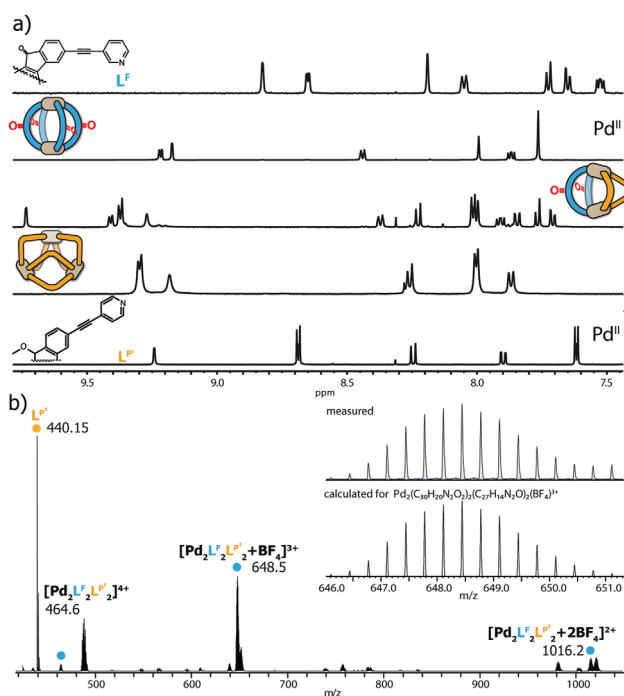 a)
O
N
L^F
O O O O
Pd^II
O O
O
N
L^P'
Pd^II
9.5 9.0 8.5 8.0 7.5
ppm
b)
L^P'
440.15
[Pd₂L^F₂L^P'₂]⁴⁺
464.6
[Pd₂L^F₂L^P'₂+BF₄]³⁺
648.5
[Pd₂L^F₂L^P'₂+2BF₄]²⁺
1016.2
measured
calculated for Pd₂(C₃₀H₂₀N₂O₂)₂(C₂₇H₁₄N₂O)₂(BF₄)³⁺
646.0 647.0 648.0 649.0 650.0 651.0
m/z
500 600 700 800 900 1000
m/z